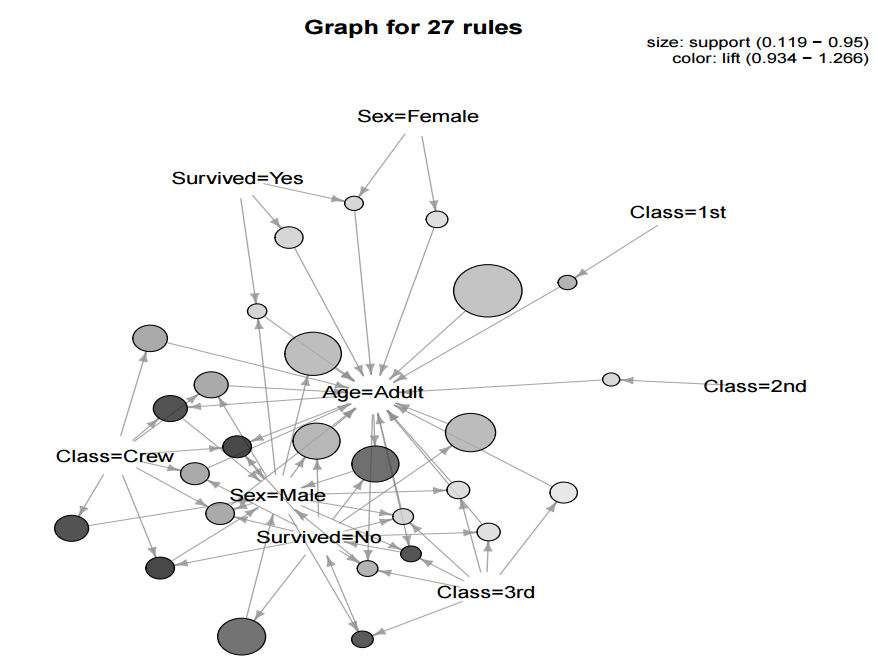 Graph for 27 rules
size: support (0.119 − 0.95)
color: lift (0.934 − 1.266)
Sex=Female
Survived=Yes
Class=1st
Class=2nd
Age=Adult
Class=Crew
Sex=Male
Survived=No
Class=3rd